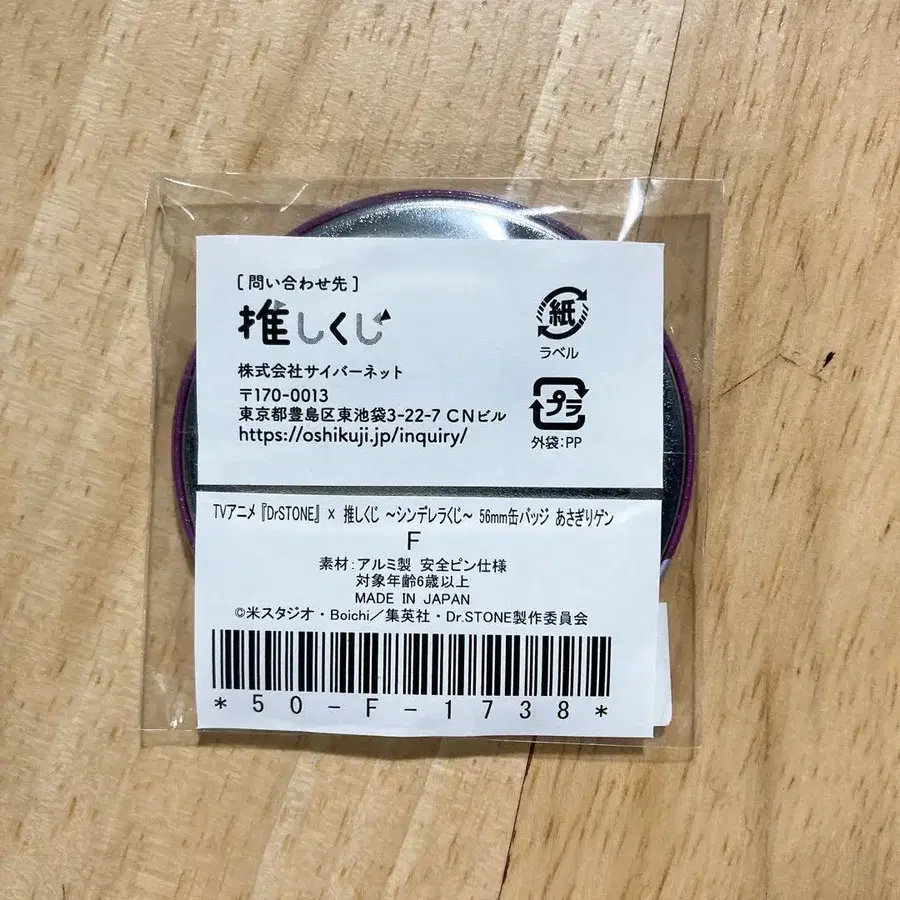 [ 問い合わせ先 ]
推しくじ
株式会社サイバーネット
〒170-0013
東京都豊島区東池袋3-22-7 CNビル
https://oshikuji.jp/inquiry/
紙
ラベル
プラ
外袋:PP
TVアニメ『DrSTONE』× 推しくじ ～シンデレラくじ～ 56mm缶バッジ あさぎりゲン
F
素材:アルミ製 安全ピン仕様
対象年齢6歳以上
MADE IN JAPAN
©米スタジオ・Boichi／集英社・Dr.STONE製作委員会
*50-F-1738*